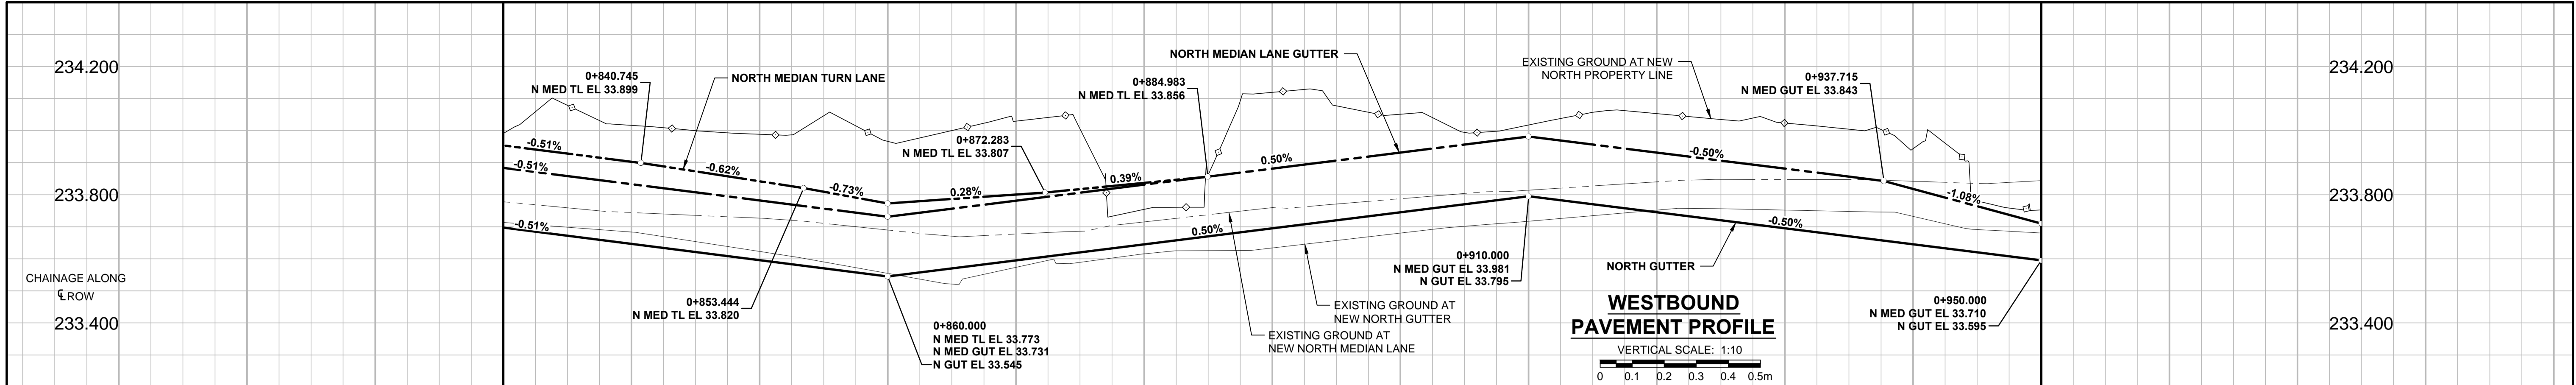 234.200
233.800
233.400
CHAINAGE ALONG
℄ ROW
0+840.745
N MED TL EL 33.899
NORTH MEDIAN TURN LANE
-0.51%
-0.51%
-0.51%
-0.62%
-0.73%
0+853.444
N MED TL EL 33.820
0+872.283
N MED TL EL 33.807
0.28%
0.39%
0+860.000
N MED TL EL 33.773
N MED GUT EL 33.731
N GUT EL 33.545
0+884.983
N MED TL EL 33.856
NORTH MEDIAN LANE GUTTER
0.50%
0.50%
EXISTING GROUND AT
NEW NORTH GUTTER
EXISTING GROUND AT
NEW NORTH MEDIAN LANE
EXISTING GROUND AT NEW
NORTH PROPERTY LINE
0+910.000
N MED GUT EL 33.981
N GUT EL 33.795
0+937.715
N MED GUT EL 33.843
-0.50%
-1.08%
-0.50%
NORTH GUTTER
WESTBOUND
PAVEMENT PROFILE
VERTICAL SCALE: 1:10
0 0.1 0.2 0.3 0.4 0.5m
0+950.000
N MED GUT EL 33.710
N GUT EL 33.595
234.200
233.800
233.400